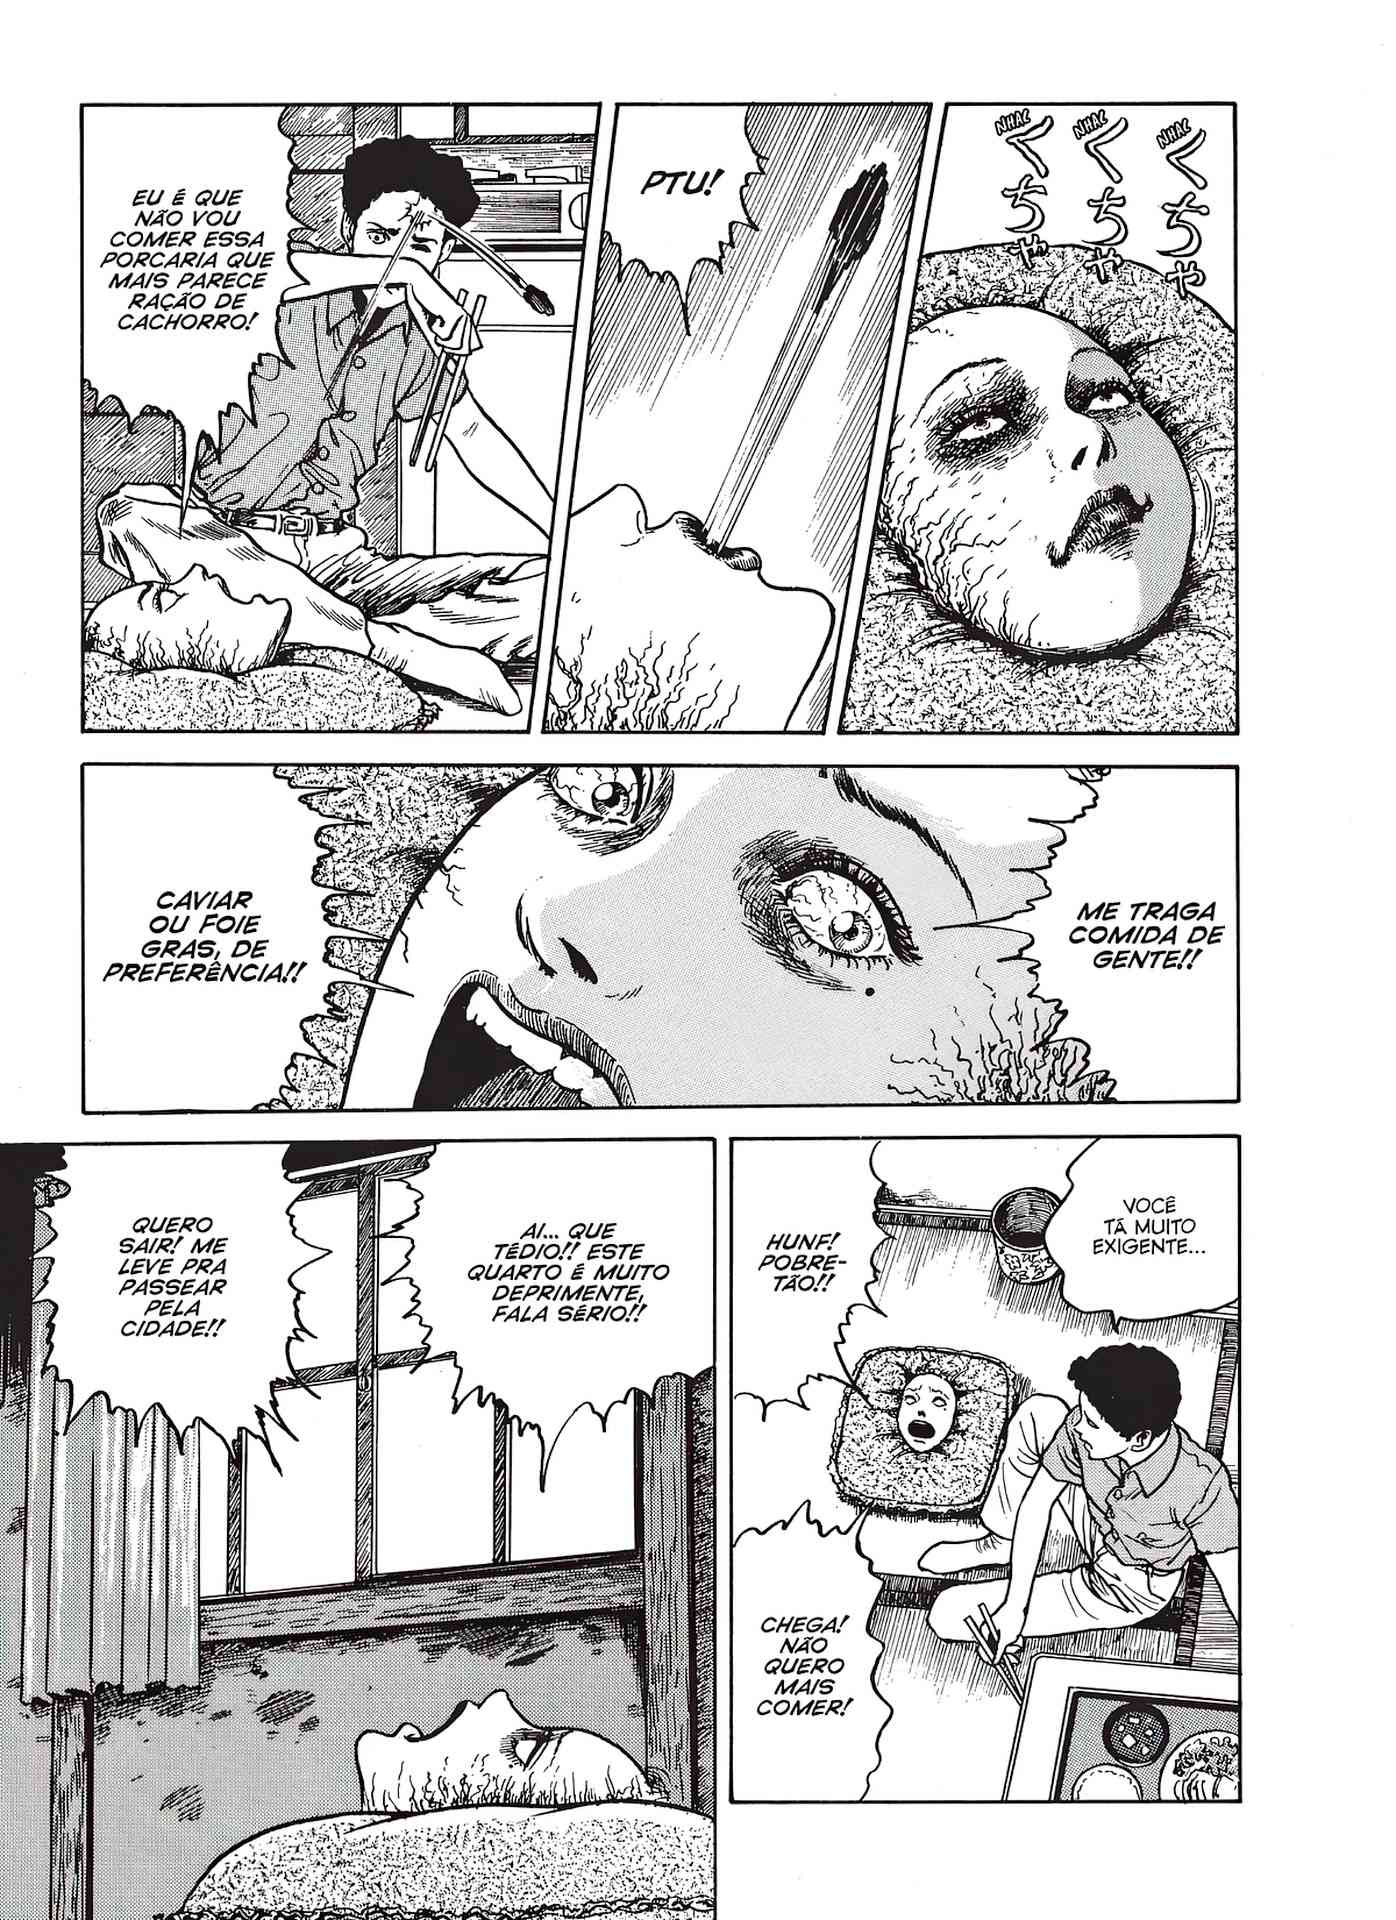 NHAC
くちゃ
NHAC
くちゃ
NHAC
くちゃ
PTU!
EU É QUE
NÃO VOU
COMER ESSA
PORCARIA QUE
MAIS PARECE
RAÇÃO DE
CACHORRO!
ME TRAGA
COMIDA DE
GENTE!!
CAVIAR
OU FOIE
GRAS, DE
PREFERÊNCIA!!
VOCÊ
TÃ MUITO
EXIGENTE...
HUNF!
POBRE-
TÃO!!
CHEGA!
NÃO
QUERO
MAIS
COMER!
AI... QUE
TÉDIO!! ESTE
QUARTO É MUITO
DEPRIMENTE,
FALA SÉRIO!!
QUERO
SAIR! ME
LEVE PRA
PASSEAR
PELA
CIDADE!!